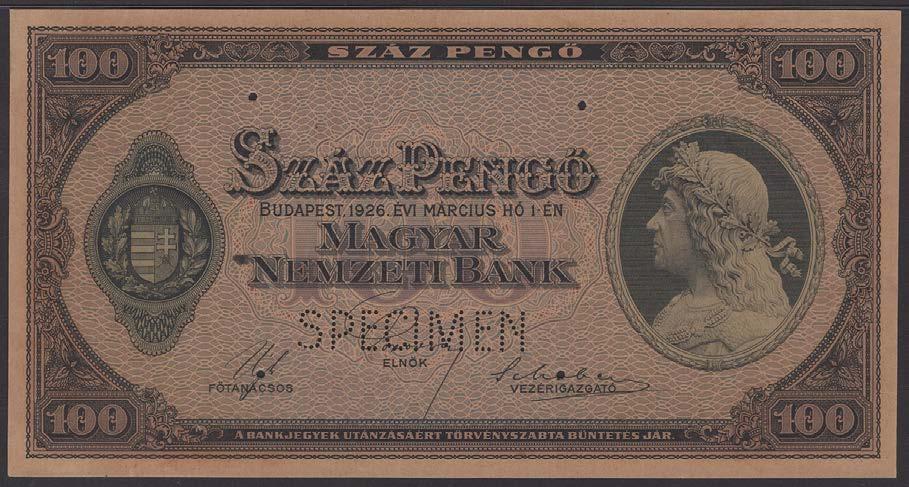 100 SZÁZ PENGŐ 100
SZÁZ PENGŐ
BUDAPEST, 1926. ÉVI MÁRCIUS HÓ 1-ÉN
MAGYAR
NEMZETI BANK
SPECIMEN
ELNÖK
FŐTANÁCSOS
VEZÉRIGAZGATÓ
100 A BANKJEGYEK UTÁNZÁSAÉRT TÖRVÉNYSZABTA BÜNTETÉS JÁR. 100